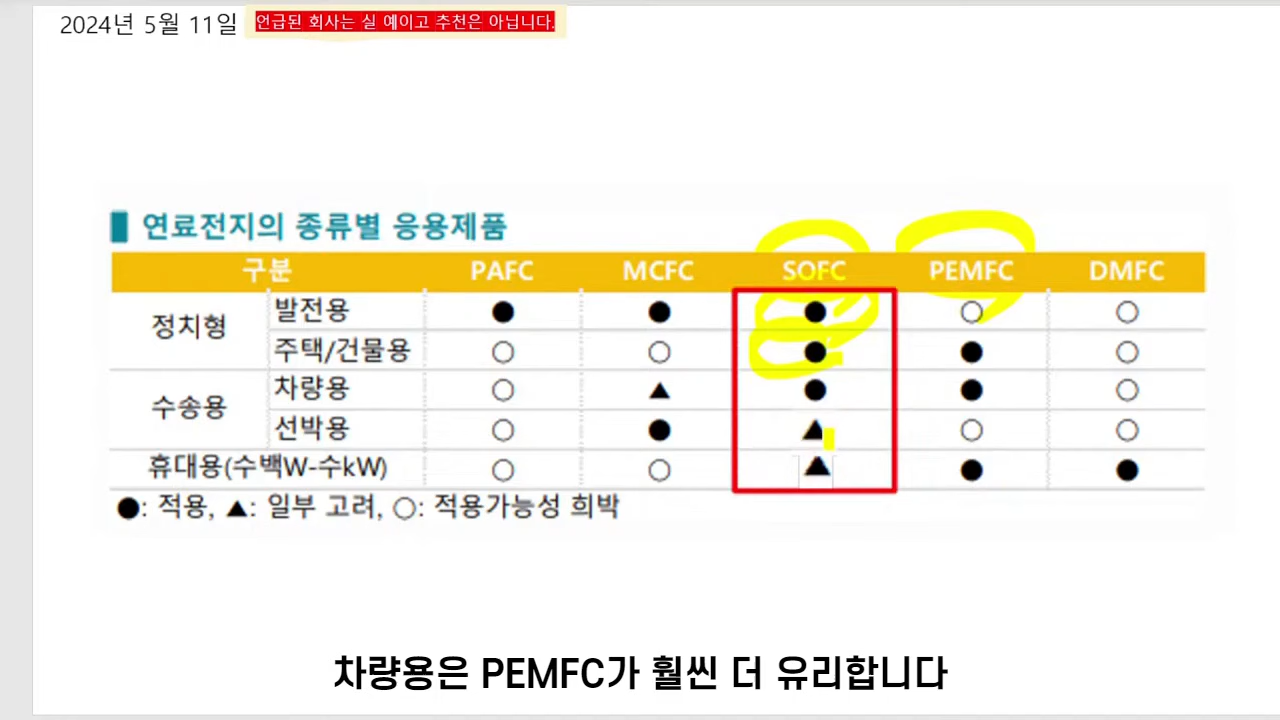 2024년 5월 11일 언급된 회사는 실 예이고 추천은 아닙니다.
연료전지의 종류별 응용제품
구분 PAFC MCFC SOFC PEMFC DMFC
정치형 발전용 ● ● ● ○ ○
주택/건물용 ○ ○ ● ● ○
수송용 차량용 ○ ▲ ● ● ○
선박용 ○ ● ▲ ○ ○
휴대용(수백W-수kW) ○ ○ ▲ ● ●
●: 적용, ▲: 일부 고려, ○: 적용가능성 희박
차량용은 PEMFC가 훨씬 더 유리합니다